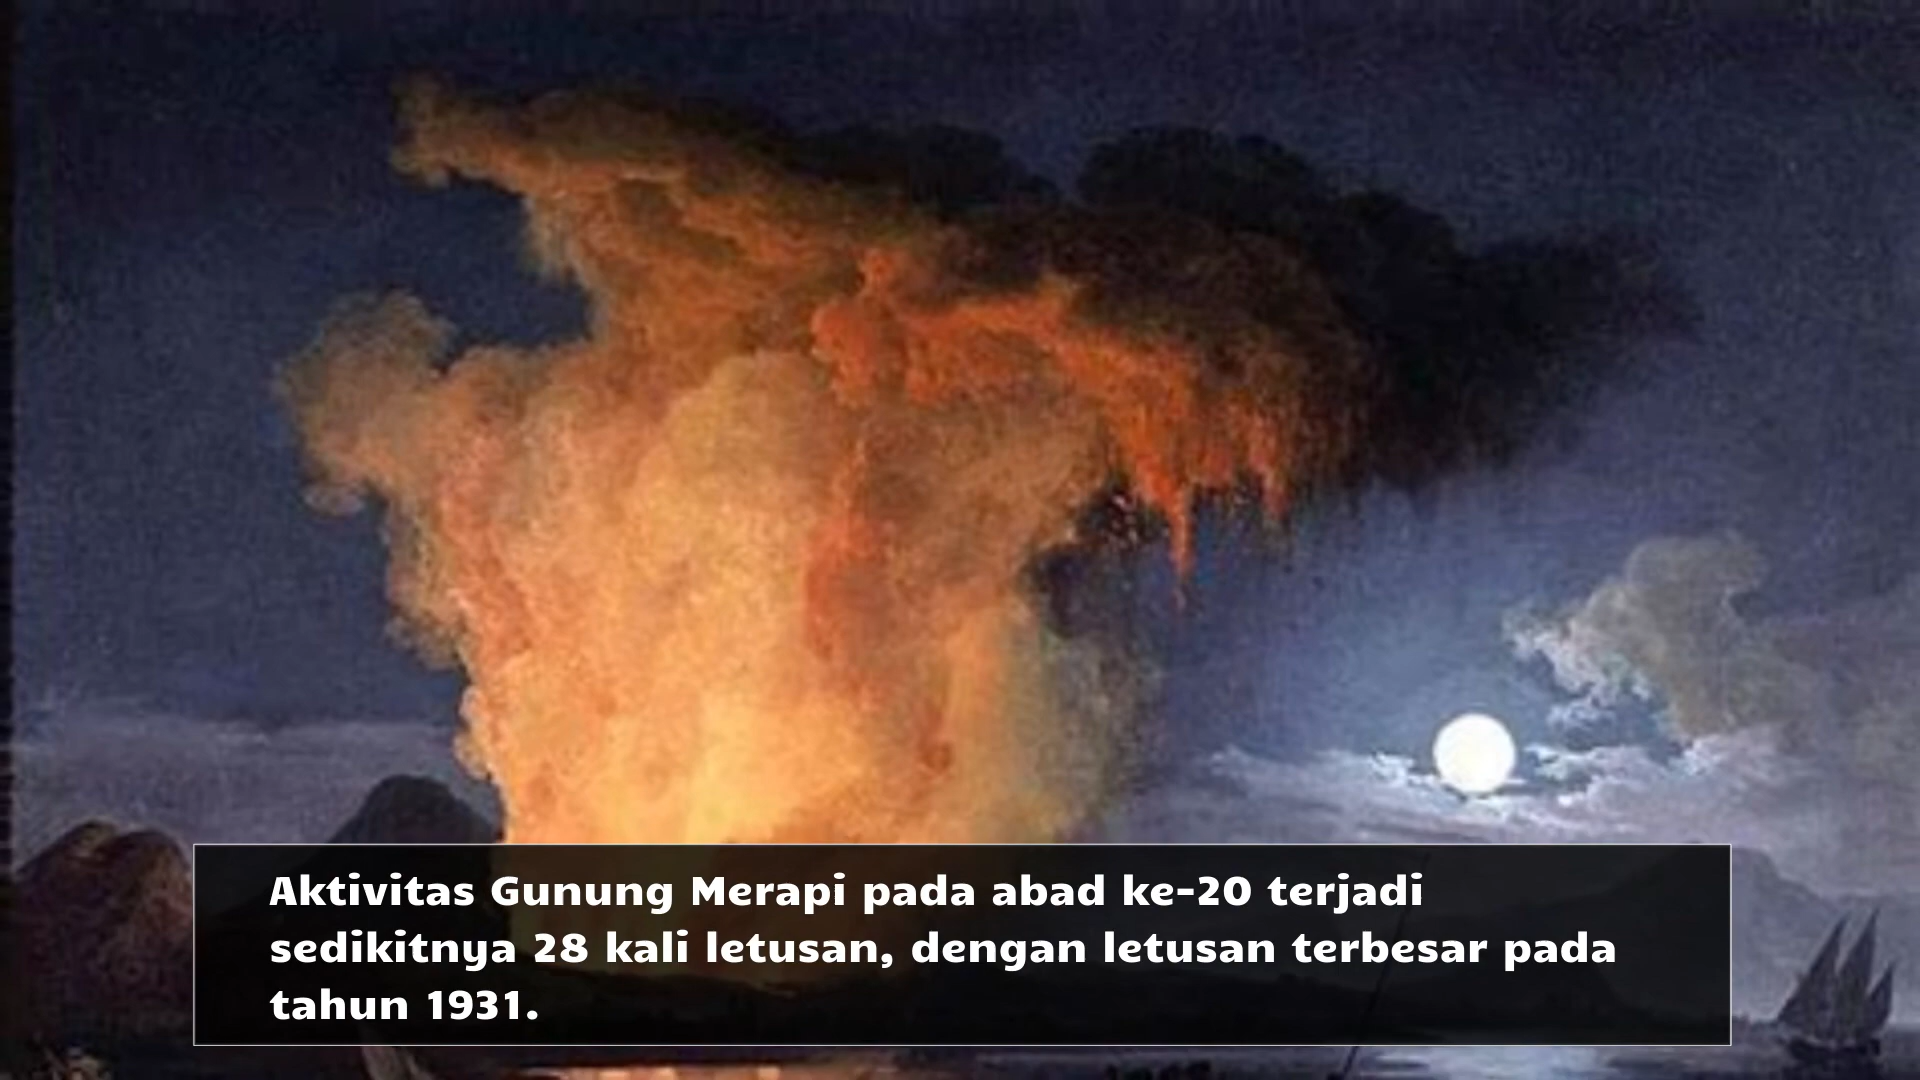 Aktivitas Gunung Merapi pada abad ke-20 terjadi
sedikitnya 28 kali letusan, dengan letusan terbesar pada
tahun 1931.